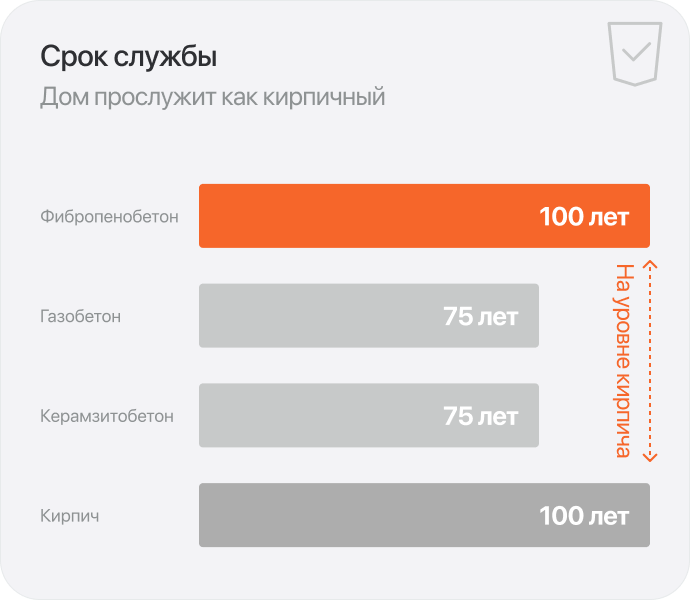 Срок службы
Дом прослужит как кирпичный
Фибропенобетон
100 лет
Газобетон
75 лет
Керамзитобетон
75 лет
На уровне кирпича
Кирпич
100 лет